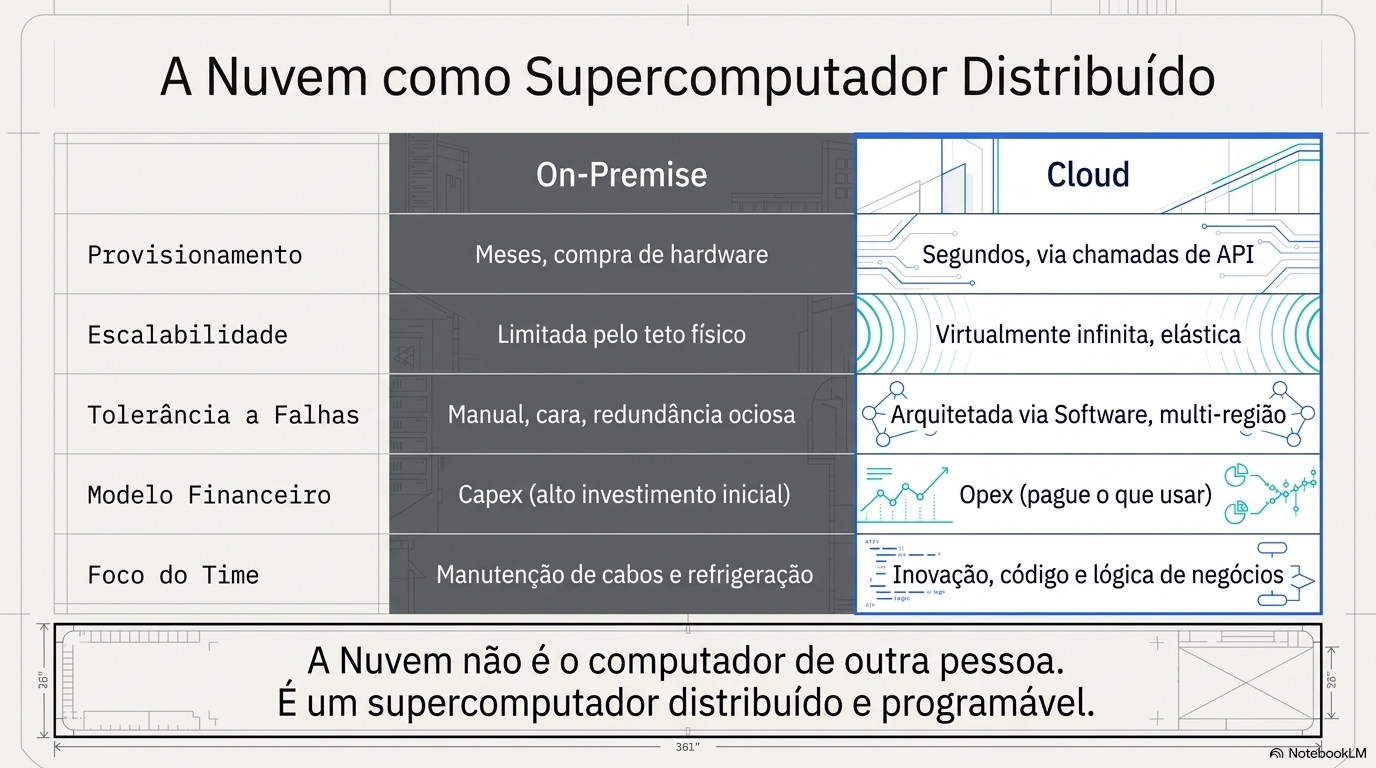 A Nuvem como Supercomputador Distribuído
On-Premise
Cloud
Provisionamento
Meses, compra de hardware
Segundos, via chamadas de API
Escalabilidade
Limitada pelo teto físico
Virtualmente infinita, elástica
Tolerância a Falhas
Manual, cara, redundância ociosa
Arquitetada via Software, multi-região
Modelo Financeiro
Capex (alto investimento inicial)
Opex (pague o que usar)
Foco do Time
Manutenção de cabos e refrigeração
Inovação, código e lógica de negócios
A Nuvem não é o computador de outra pessoa.
É um supercomputador distribuído e programável.
361"
NotebookLM